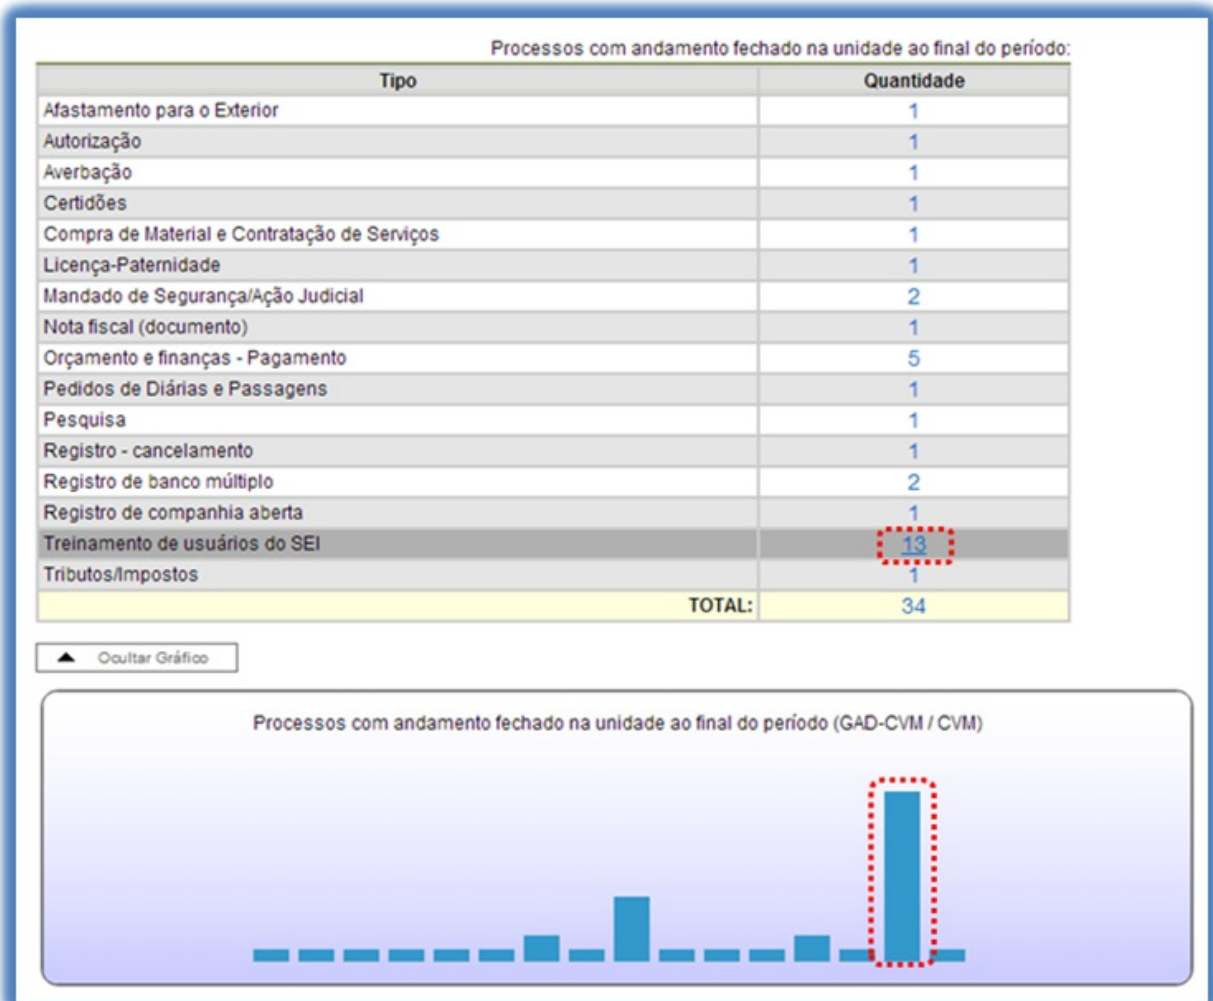 Processos com andamento fechado na unidade ao final do período:
Tipo Quantidade
Afastamento para o Exterior 1
Autorização 1
Averbação 1
Certidões 1
Compra de Material e Contratação de Serviços 1
Licença-Paternidade 1
Mandado de Segurança/Ação Judicial 2
Nota fiscal (documento) 1
Orçamento e finanças - Pagamento 5
Pedidos de Diárias e Passagens 1
Pesquisa 1
Registro - cancelamento 1
Registro de banco múltiplo 2
Registro de companhia aberta 1
Treinamento de usuários do SEI 13
Tributos/Impostos 1
TOTAL: 34
Ocultar Gráfico
Processos com andamento fechado na unidade ao final do período (GAD-CVM / CVM)